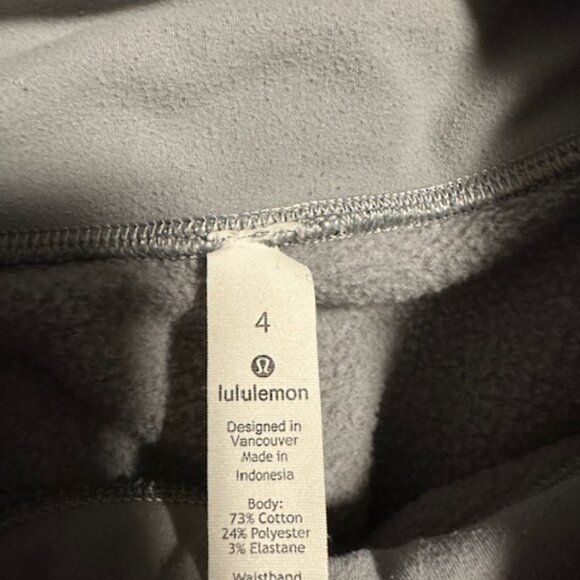 4
lululemon
Designed in
Vancouver
Made in
Indonesia
Body:
73% Cotton
24% Polyester
3% Elastane
Waistband